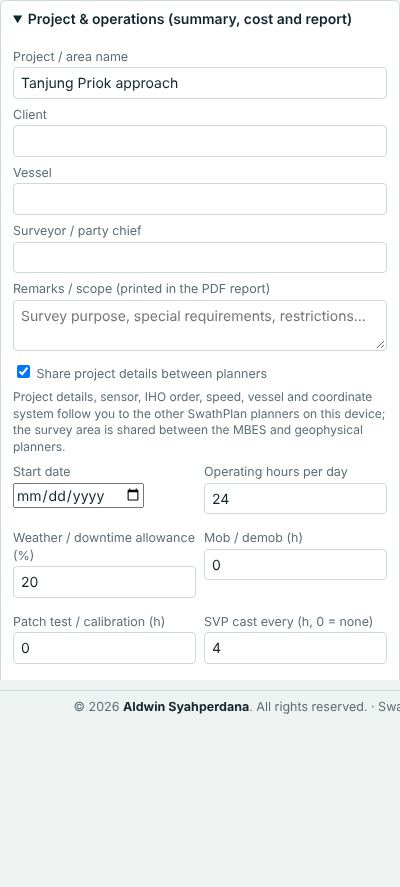 ▼ Project & operations (summary, cost and report)
Project / area name
Tanjung Priok approach
Client
Vessel
Surveyor / party chief
Remarks / scope (printed in the PDF report)
Survey purpose, special requirements, restrictions...
Share project details between planners
Project details, sensor, IHO order, speed, vessel and coordinate
system follow you to the other SwathPlan planners on this device;
the survey area is shared between the MBES and geophysical
planners.
Start date
mm/dd/yyyy
Operating hours per day
24
Weather / downtime allowance
(%)
20
Mob / demob (h)
0
Patch test / calibration (h)
0
SVP cast every (h, 0 = none)
4
© 2026 Aldwin Syahperdana. All rights reserved. · Swa